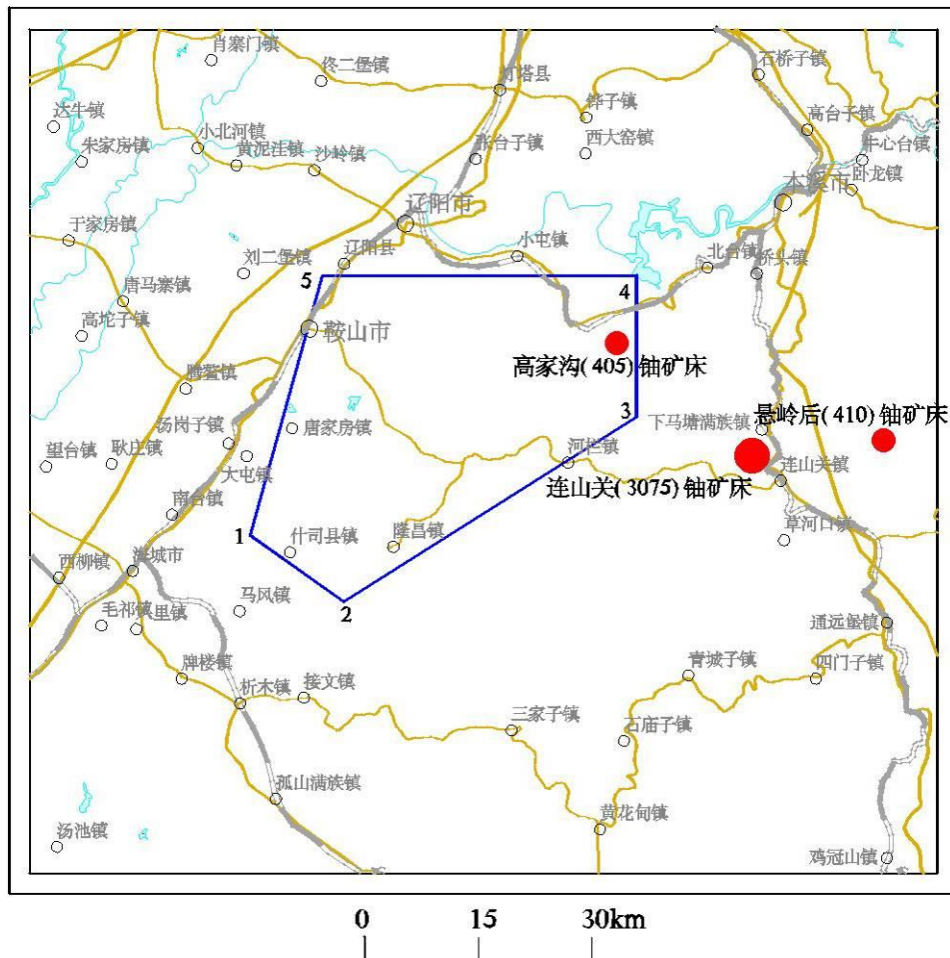 肖寨门镇
佟二堡镇
灯塔县
石桥子镇
达牛镇
铧子镇
高台子镇
小北河镇
朱家房镇
黄泥洼镇
沙岭镇
张台子镇
西大窑镇
牛心台镇
本溪市
卧龙镇
辽阳市
于家房镇
刘二堡镇
辽阳县
小屯镇
北台镇
桥头镇
5
4
唐马寨镇
高坨子镇
鞍山市
高家沟(405)铀矿床
腾鳌镇
3
下马塘满族镇
悬岭后(410)铀矿床
汤岗子镇
唐家房镇
望台镇
耿庄镇
大屯镇
河栏镇
连山关镇
连山关(3075)铀矿床
南台镇
草河口镇
1
什司县镇
隆昌镇
西柳镇
海城市
马风镇
2
毛祁镇
八里镇
通远堡镇
牌楼镇
析木镇
接文镇
青城子镇
四门子镇
三家子镇
石庙子镇
孤山满族镇
黄花甸镇
汤池镇
鸡冠山镇
0 15 30km